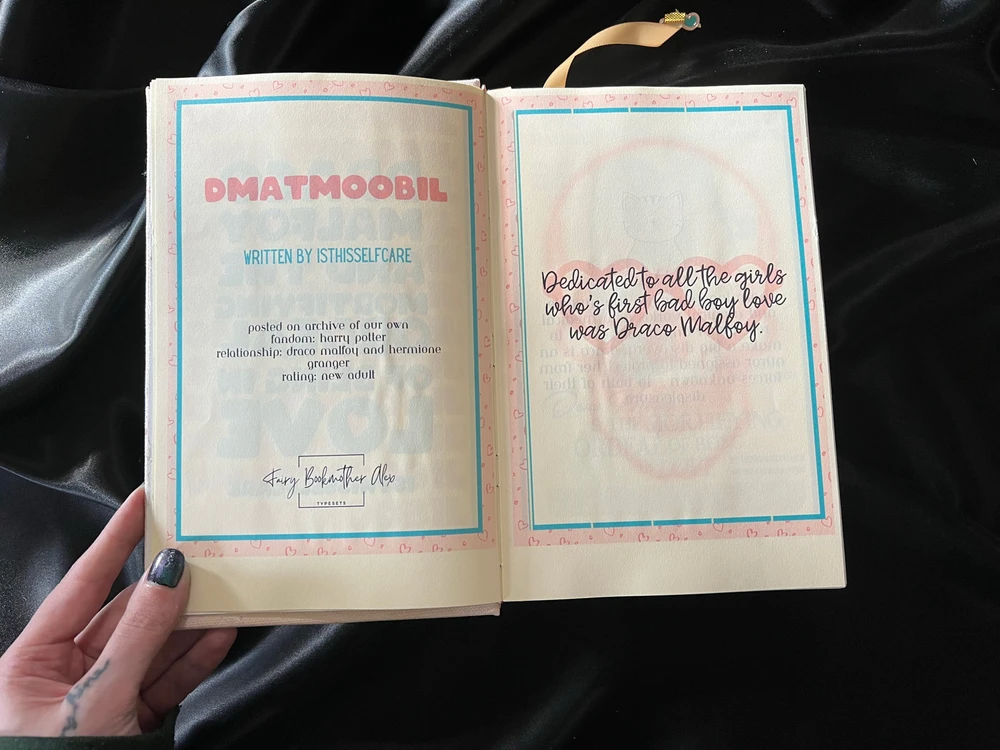 DMATMOOBIL
WRITTEN BY ISTHISSELFCARE
posted on archive of our own
fandom: harry potter
relationship: draco malfoy and hermione
granger
rating: new adult
Fairy Bookmother Alex
TYPESETS
Dedicated to all the girls
who's first bad boy love
was Draco Malfoy.